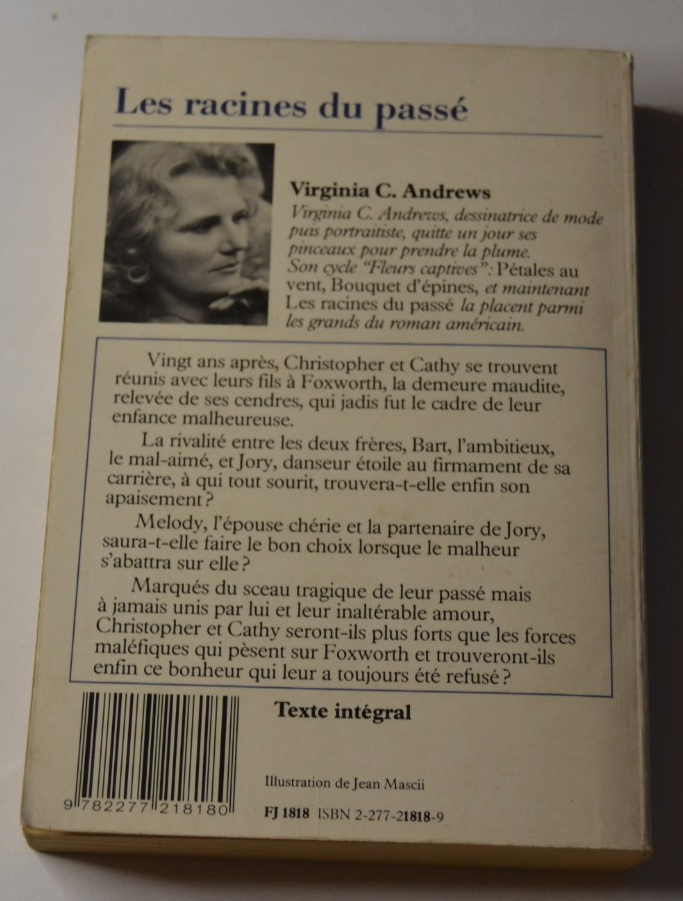 Les racines du passé
Virginia C. Andrews
Virginia C. Andrews, dessinatrice de mode
puis portraitiste, quitte un jour ses
pinceaux pour prendre la plume.
Son cycle "Fleurs captives": Pétales au
vent, Bouquet d'épines, et maintenant
Les racines du passé la placent parmi
les grands du roman américain.
Vingt ans après, Christopher et Cathy se trouvent
réunis avec leurs fils à Foxworth, la demeure maudite,
relevée de ses cendres, qui jadis fut le cadre de leur
enfance malheureuse.
La rivalité entre les deux frères, Bart, l'ambitieux,
le mal-aimé, et Jory, danseur étoile au firmament de sa
carrière, à qui tout sourit, trouvera-t-elle enfin son
apaisement ?
Melody, l'épouse chérie et la partenaire de Jory,
saura-t-elle faire le bon choix lorsque le malheur
s'abattra sur elle ?
Marqués du sceau tragique de leur passé mais
à jamais unis par lui et leur inaltérable amour,
Christopher et Cathy seront-ils plus forts que les forces
maléfiques qui pèsent sur Foxworth et trouveront-ils
enfin ce bonheur qui leur a toujours été refusé ?
Texte intégral
Illustration de Jean Mascii
9 782277 218180
FJ 1818 ISBN 2-277-21818-9